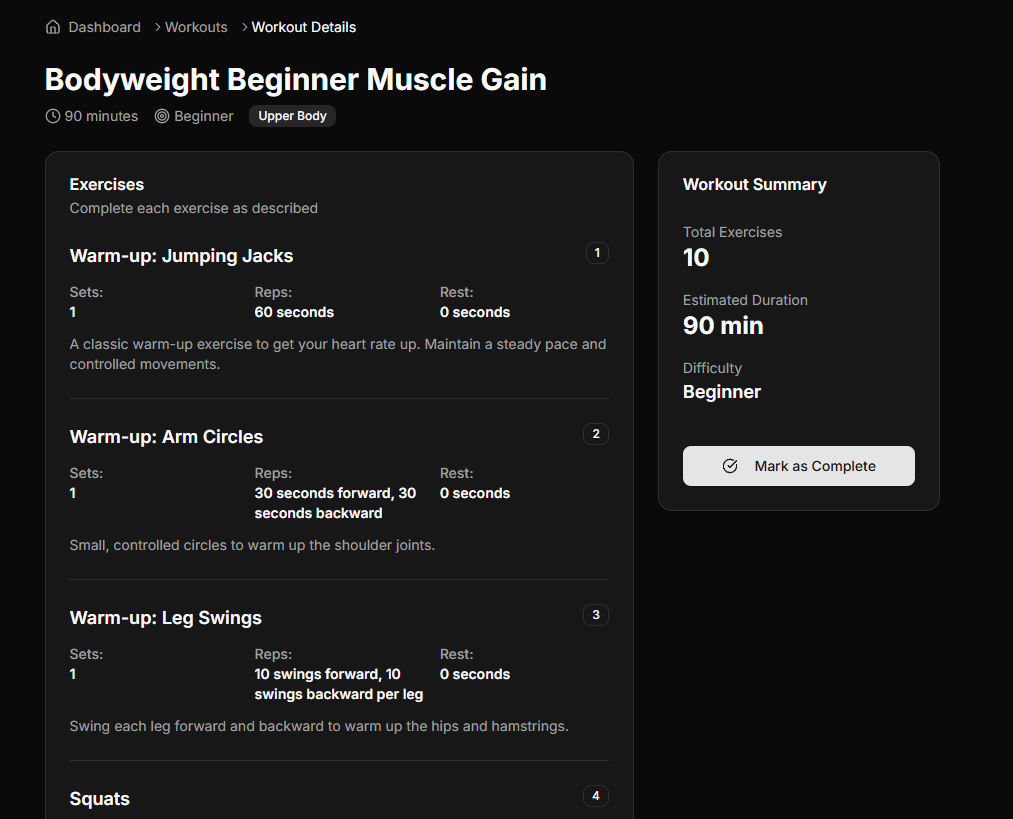 Dashboard > Workouts > Workout Details
Bodyweight Beginner Muscle Gain
90 minutes Beginner Upper Body
Exercises
Complete each exercise as described
Warm-up: Jumping Jacks 1
Sets: Reps: Rest:
1 60 seconds 0 seconds
A classic warm-up exercise to get your heart rate up. Maintain a steady pace and
controlled movements.
Warm-up: Arm Circles 2
Sets: Reps: Rest:
1 30 seconds forward, 30 0 seconds
seconds backward
Small, controlled circles to warm up the shoulder joints.
Warm-up: Leg Swings 3
Sets: Reps: Rest:
1 10 swings forward, 10 0 seconds
swings backward per leg
Swing each leg forward and backward to warm up the hips and hamstrings.
Squats 4
Workout Summary
Total Exercises
10
Estimated Duration
90 min
Difficulty
Beginner
Mark as Complete